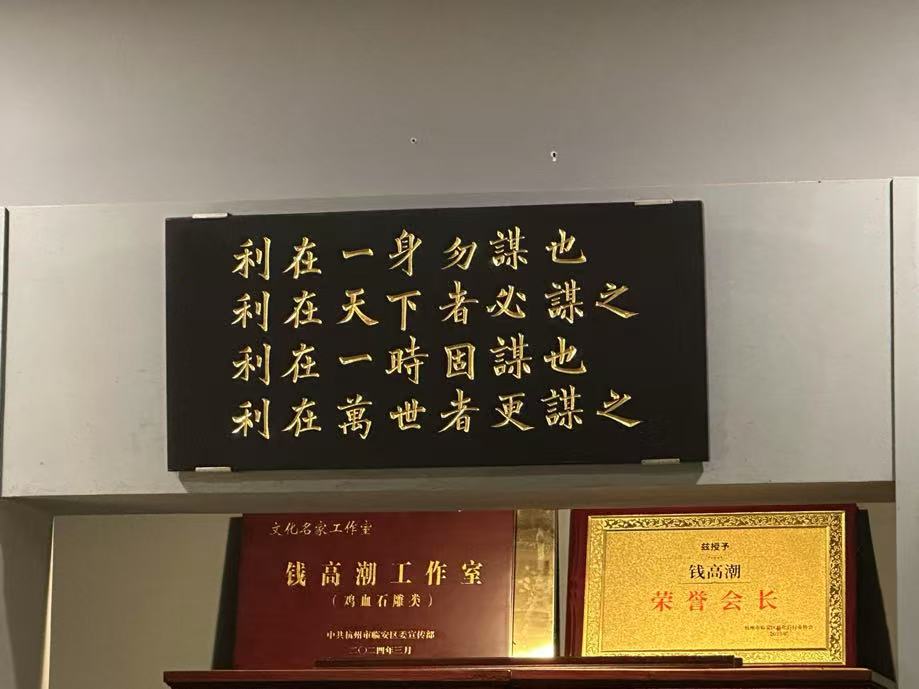 利在一身勿謀也
利在天下者必謀之
利在一時固謀也
利在萬世者更謀之
文化名家工作室
钱高潮工作室
（鸡血石雕类）
中共杭州市临安区委宣传部
二〇二四年三月
兹授予
钱高潮
荣誉会长